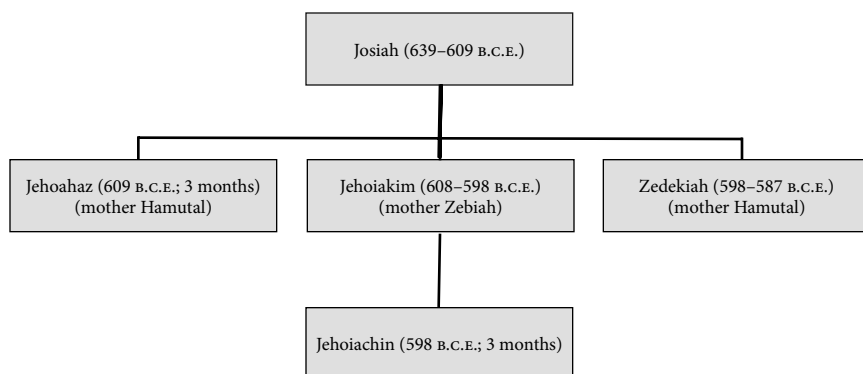 Josiah (639–609 B.C.E.)
Jehoahaz (609 B.C.E.; 3 months)
(mother Hamutal)
Jehoiakim (608–598 B.C.E.)
(mother Zebiah)
Zedekiah (598–587 B.C.E.)
(mother Hamutal)
Jehoiachin (598 B.C.E.; 3 months)